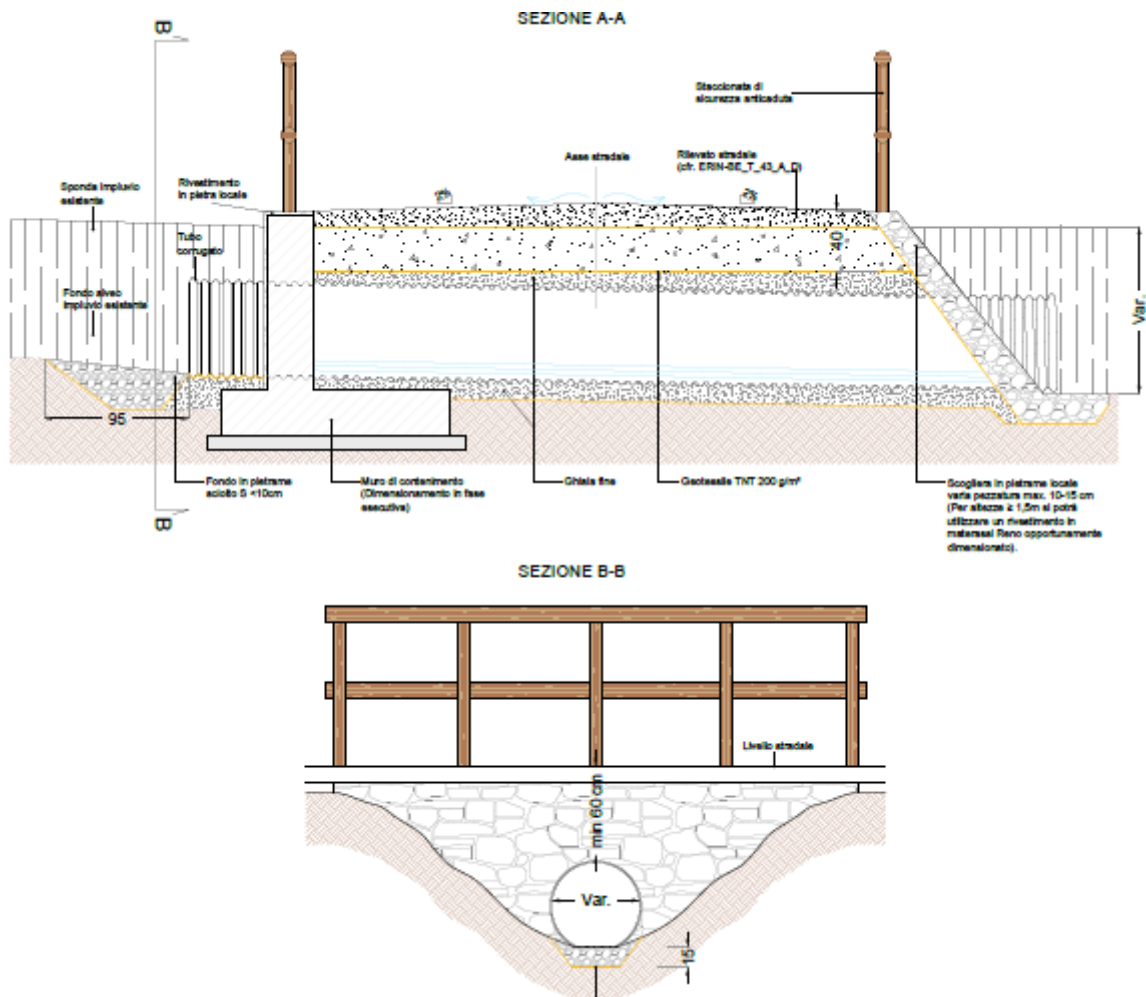 SEZIONE A-A
B
Staccionata di
sicurezza anticaduta
Asse stradale
Rilevato stradale
(cfr. ERIN-BE_T_43_A_D)
Sponda impluvio
esistente
Rivestimento
in pietra locale
Tubo
corrugato
40
Fondo alveo
impluvio esistente
Var.
95
Fondo in pietrame
sciolto S <10cm
Muro di contenimento
(Dimensionamento in fase
esecutiva)
Ghiaia fine
Geotessile TNT 200 g/m²
Scogliera in pietrame locale
varia pezzatura max. 10-15 cm
(Per altezze ≥ 1,5m si potrà
utilizzare un rivestimento in
materassi Reno opportunamente
dimensionato).
B
SEZIONE B-B
Livello stradale
min 60 cm
Var.
15